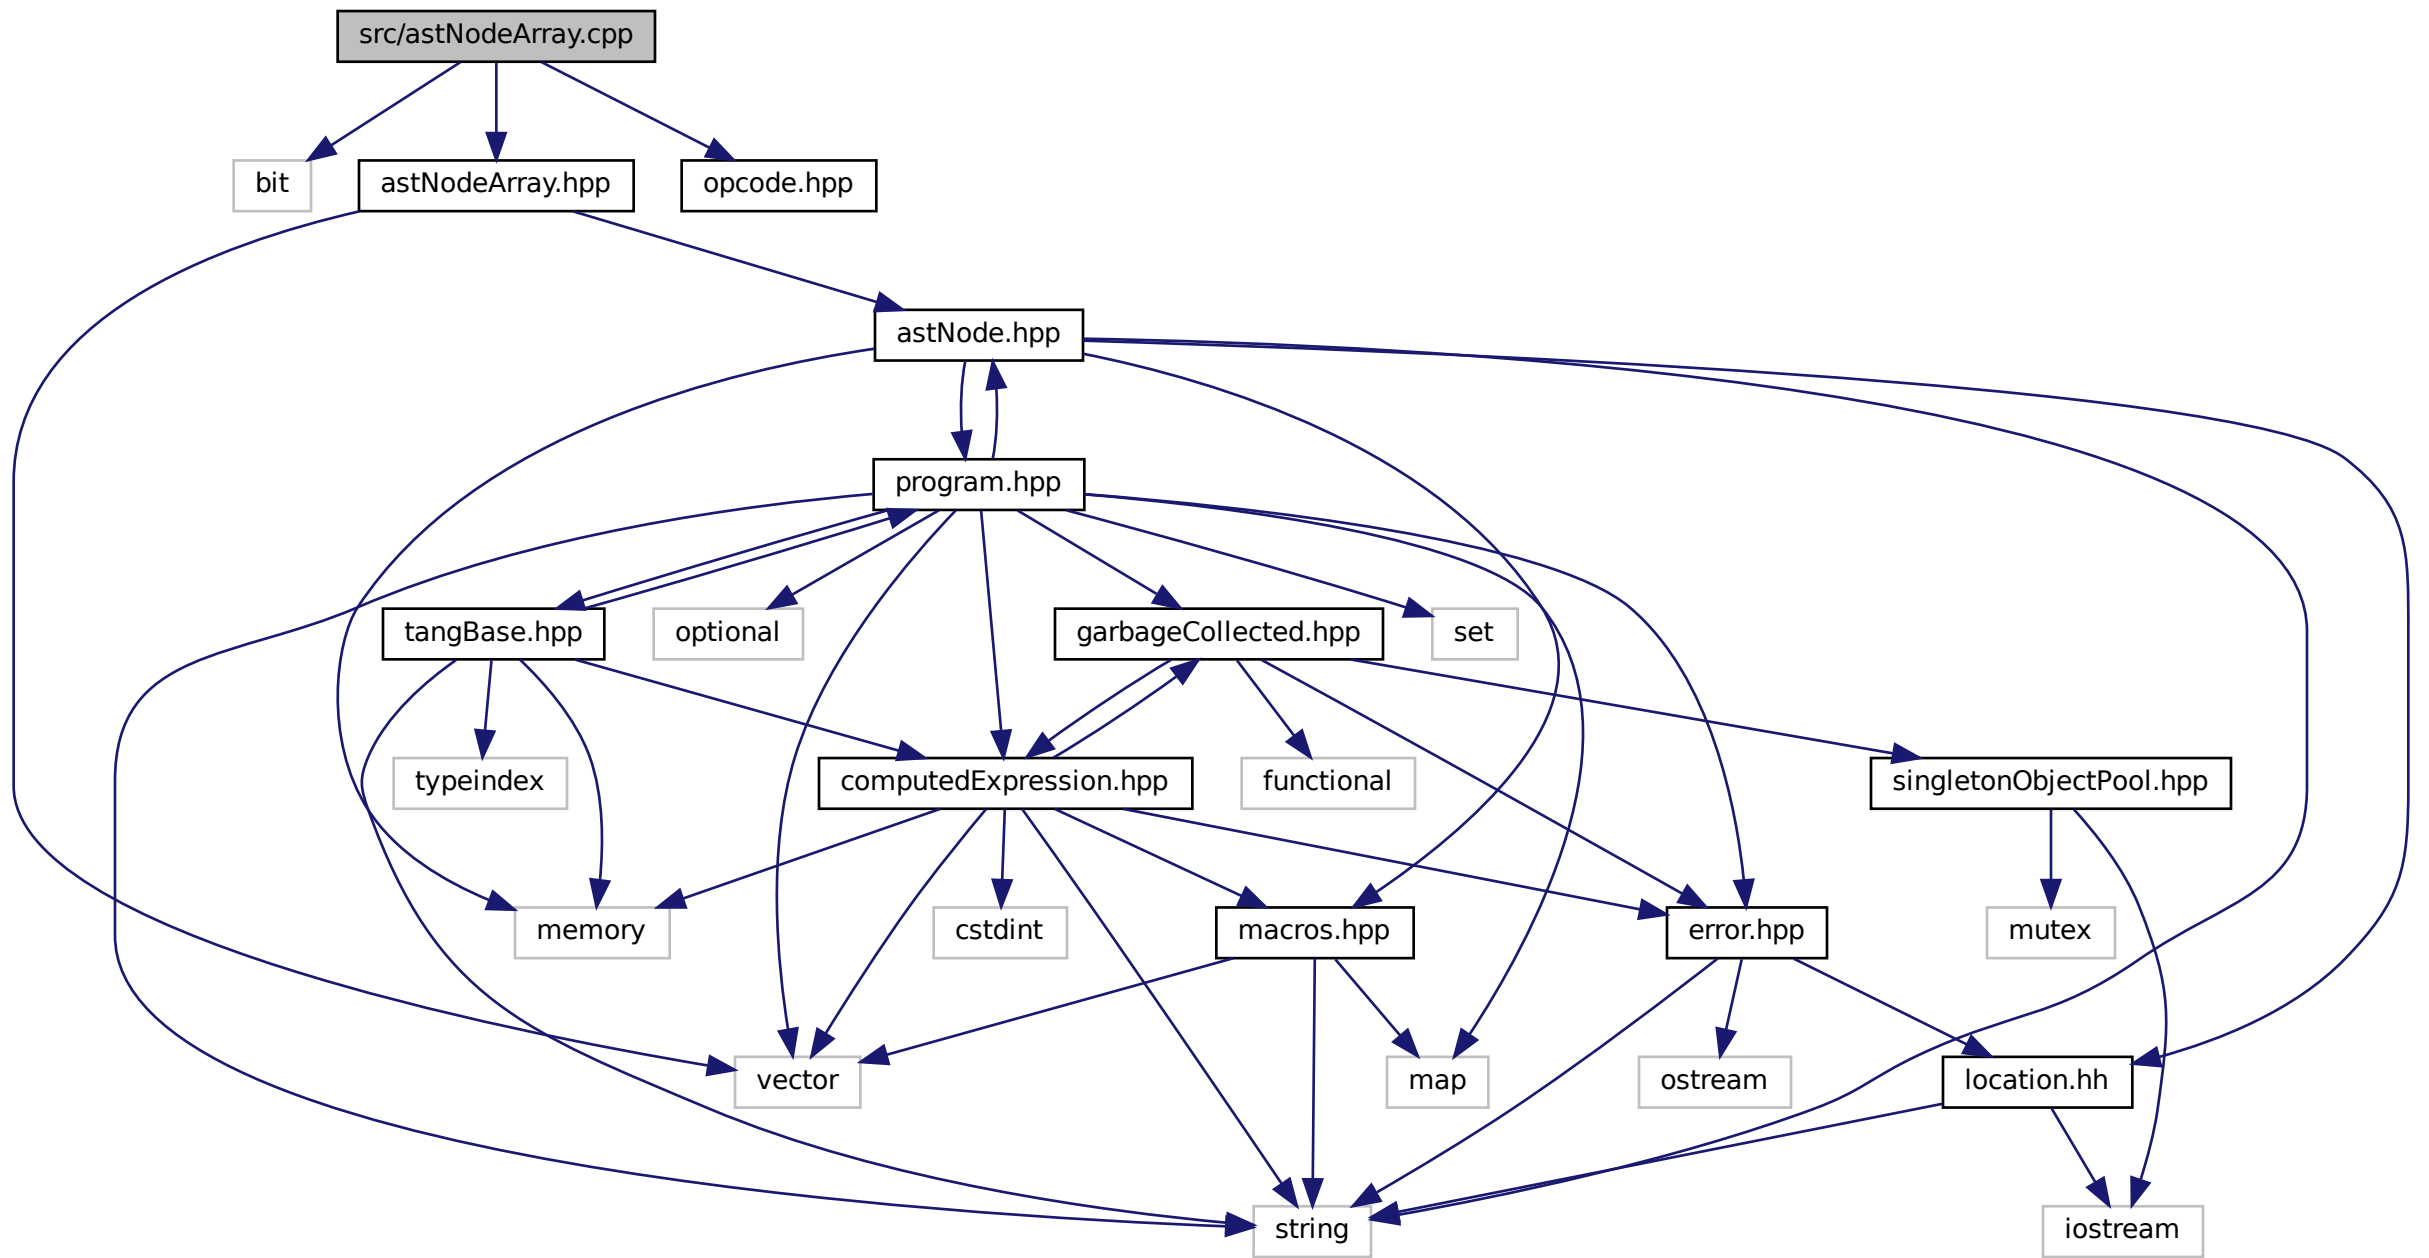 src/astNodeArray.cpp
bit
astNodeArray.hpp
opcode.hpp
astNode.hpp
program.hpp
tangBase.hpp
optional
garbageCollected.hpp
set
typeindex
computedExpression.hpp
functional
singletonObjectPool.hpp
memory
cstdint
macros.hpp
error.hpp
mutex
vector
map
ostream
location.hh
string
iostream